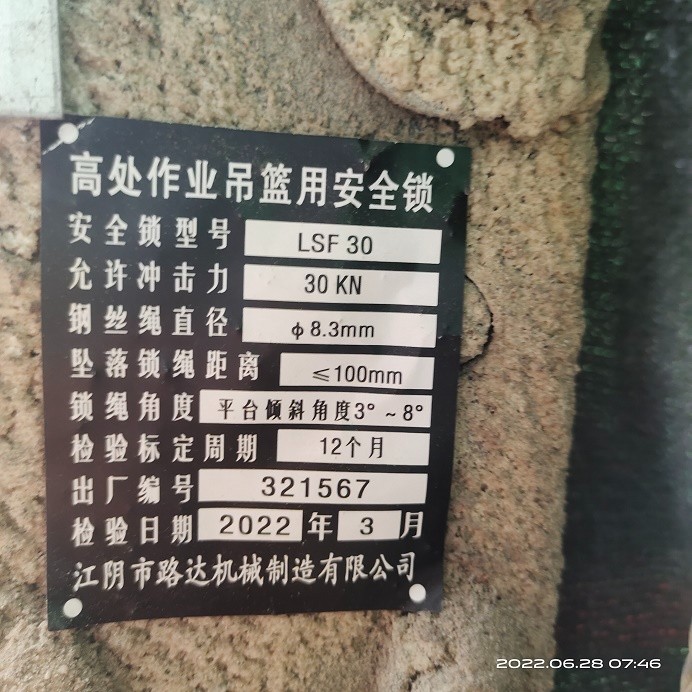 高处作业吊篮用安全锁
安全锁型号 LSF 30
允许冲击力 30 KN
钢丝绳直径 ϕ 8.3mm
坠落锁绳距离 ≤100mm
锁绳角度 平台倾斜角度3° ~ 8°
检验标定周期 12个月
出厂编号 321567
检验日期 2022 年 3 月
江阴市路达机械制造有限公司
2022.06.28 07:46